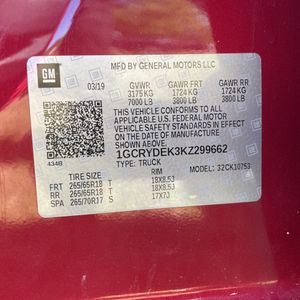 GM
MFD BY GENERAL MOTORS LLC
03/19 GVWR GAWR FRT GAWR RR
3175 KG 1724 KG 1724 KG
7000 LB 3800 LB 3800 LB
THIS VEHICLE CONFORMS TO ALL
APPLICABLE U.S. FEDERAL MOTOR
VEHICLE SAFETY STANDARDS
IN EFFECT ON THE
DATE OF MANUFACTURE
SHOWN ABOVE.
1GCRYDEK3KZ299662
434B TYPE: TRUCK
MODEL: 32CK10753
TIRE SIZE RIM
FRT 265/65R18 T 18X8.5J
RR 265/65R18 T 18X8.5J
SPA 265/70R17 S 17X7J